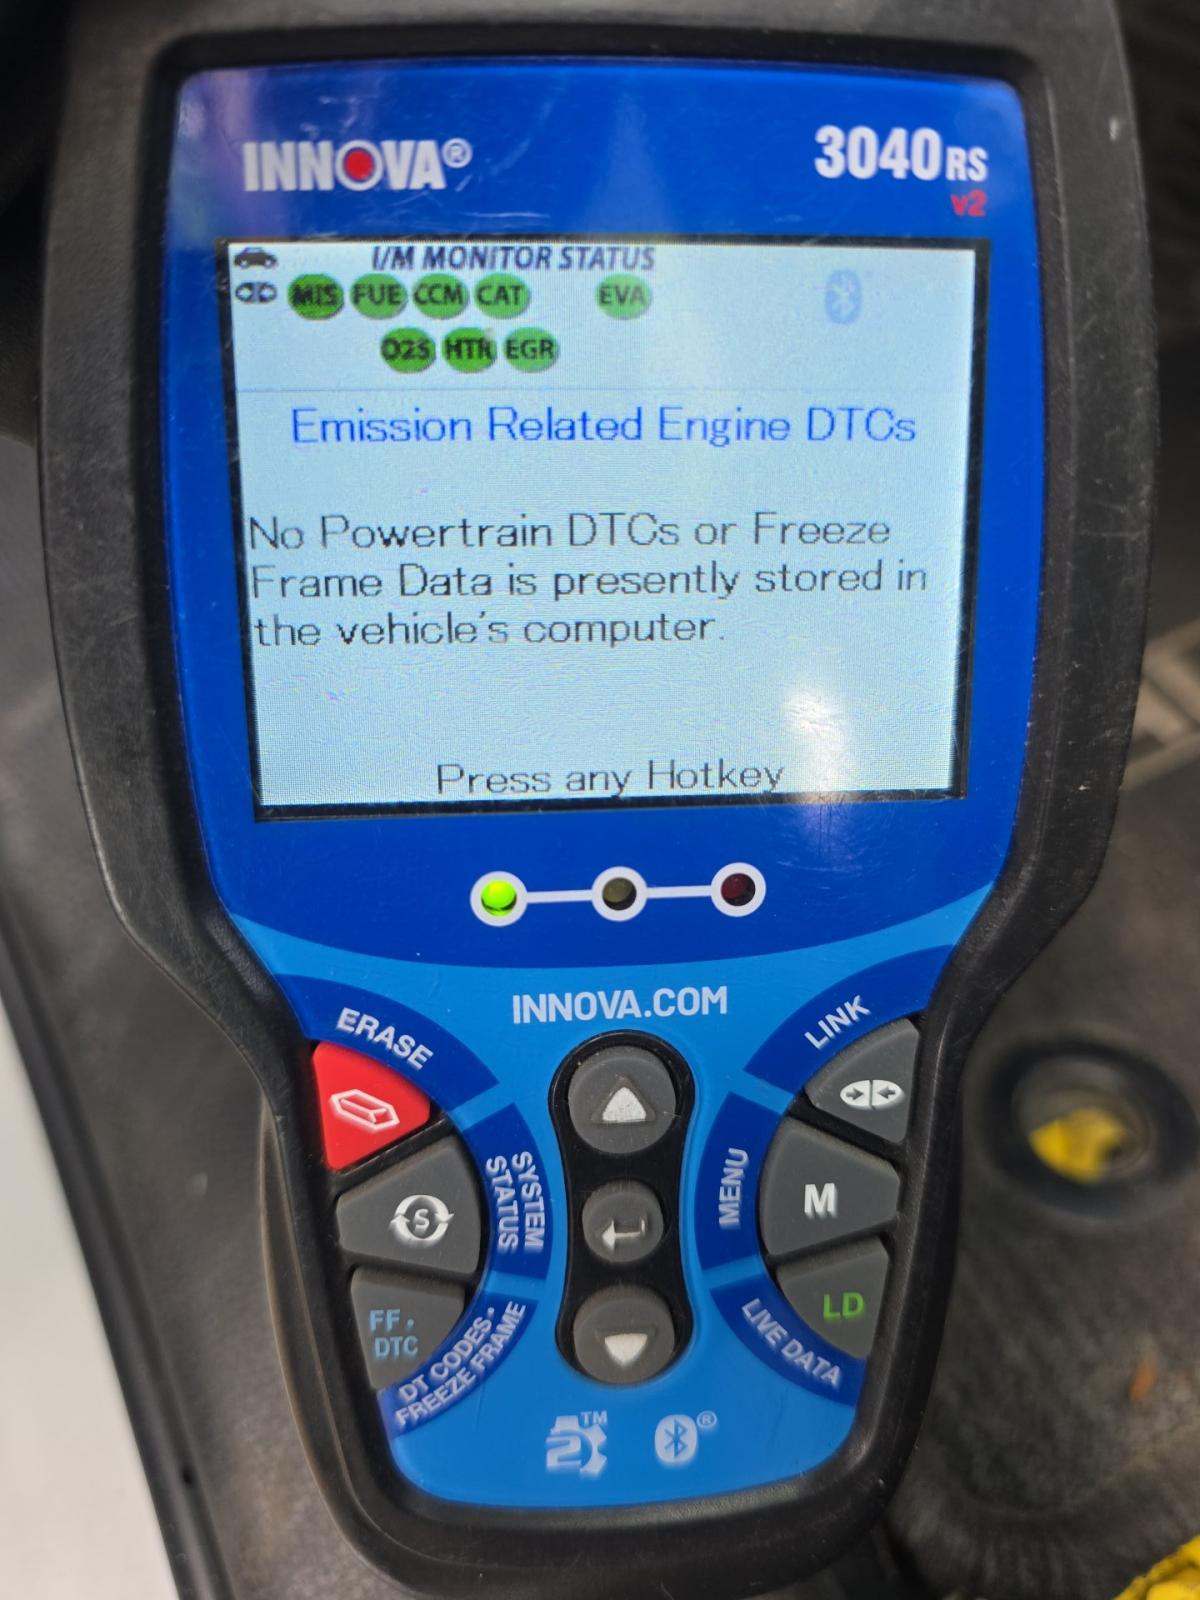 INNOVA®
3040RS
v2
I/M MONITOR STATUS
MIS FUE CCM CAT EVA
O2S HTR EGR
Emission Related Engine DTCs
No Powertrain DTCs or Freeze
Frame Data is presently stored in
the vehicle's computer.
Press any Hotkey
INNOVA.COM
ERASE
LINK
SYSTEM
STATUS
S
MENU
M
FF.
DTC
DT CODES•
FREEZE FRAME
LD
LIVE DATA
2 TM
®